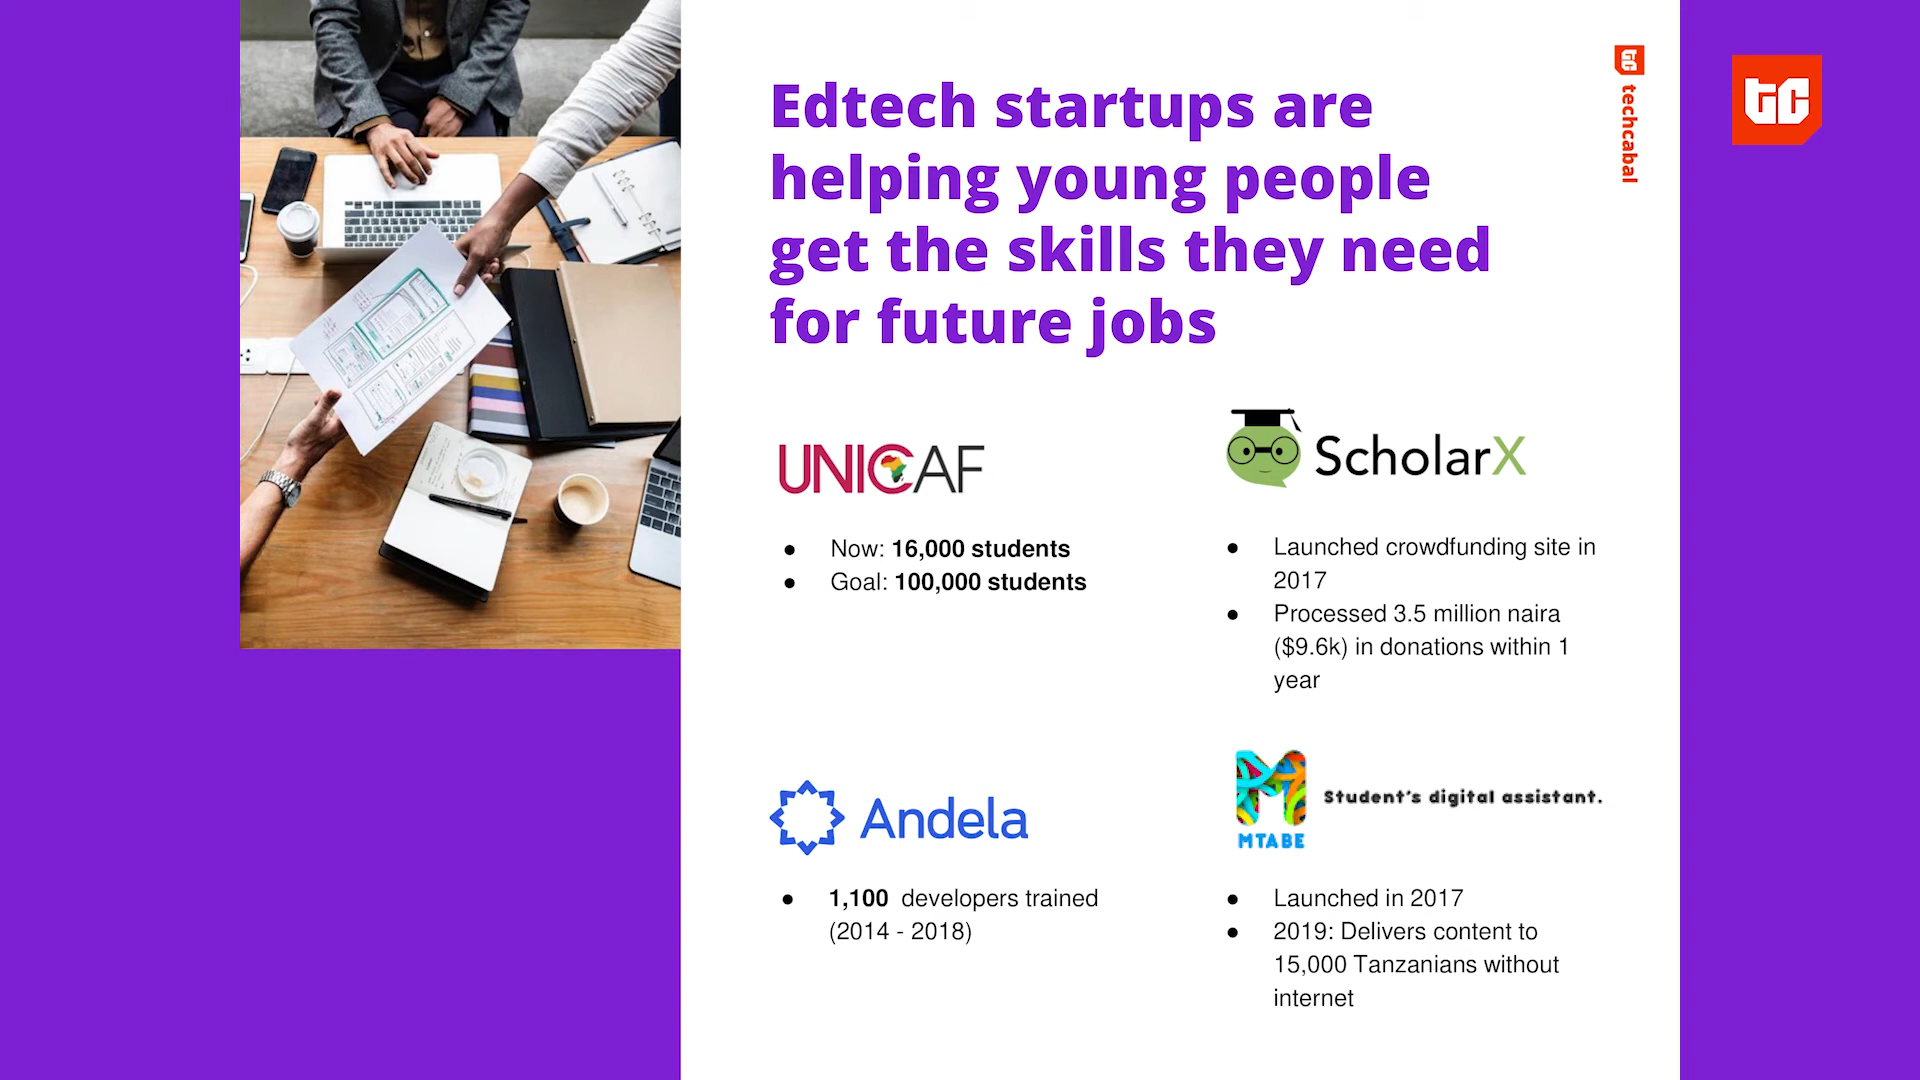 Edtech startups are
helping young people
get the skills they need
for future jobs
techcabal
UNICAF
● Now: 16,000 students
● Goal: 100,000 students
ScholarX
● Launched crowdfunding site in
2017
● Processed 3.5 million naira
($9.6k) in donations within 1
year
Andela
● 1,100 developers trained
(2014 - 2018)
MTABE
Student's digital assistant.
● Launched in 2017
● 2019: Delivers content to
15,000 Tanzanians without
internet
TC
TC